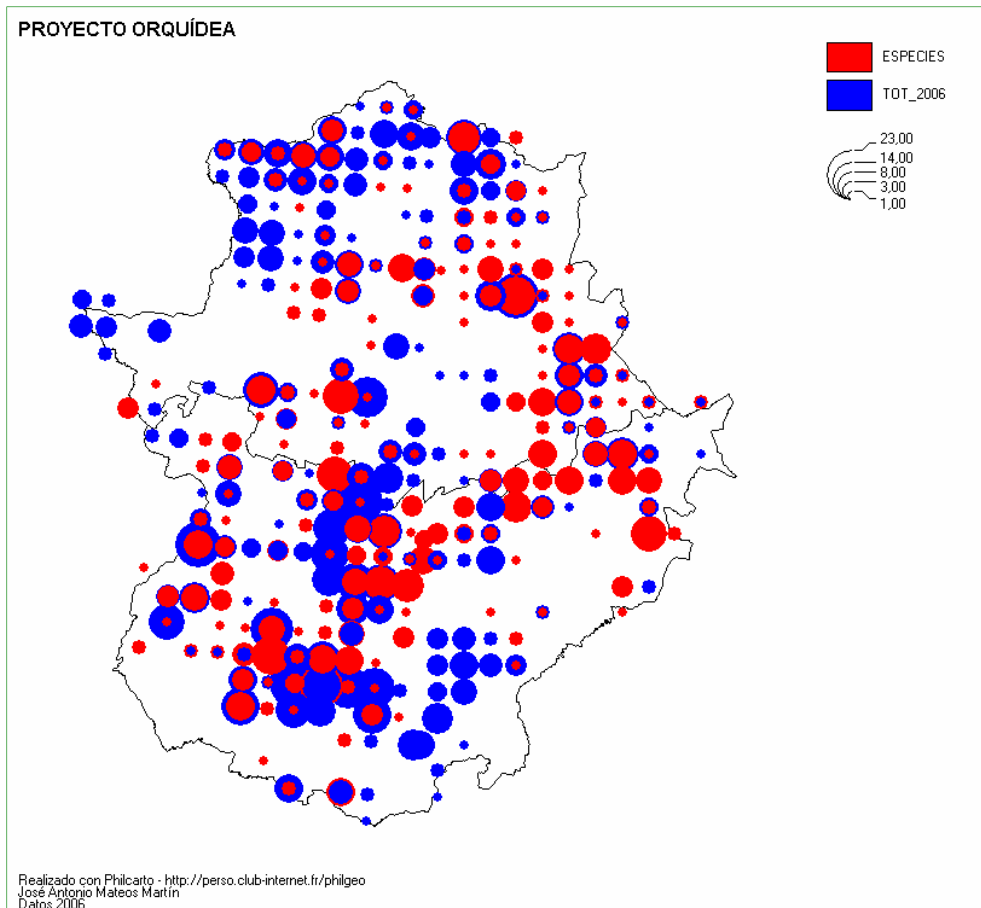 PROYECTO ORQUÍDEA
ESPECIES
TOT_2006
23,00
14,00
8,00
3,00
1,00
Realizado con Philcarto - http://perso.club-internet.fr/philgeo
José Antonio Mateos Martín
Datos 2006